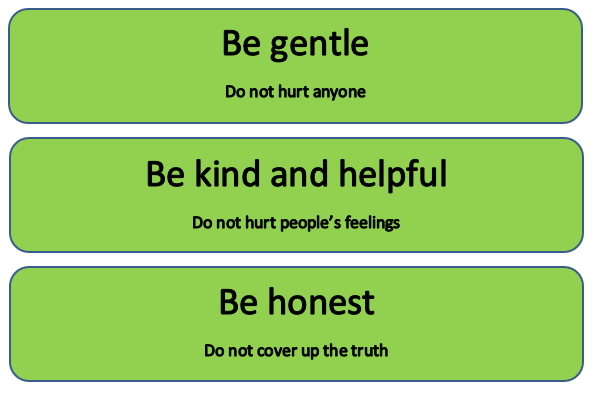 Be gentle
Do not hurt anyone
Be kind and helpful
Do not hurt people’s feelings
Be honest
Do not cover up the truth